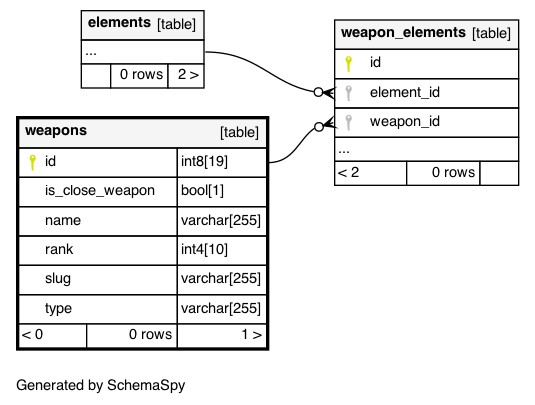 elements [table]
...
0 rows 2 >
weapon_elements [table]
id
element_id
weapon_id
...
< 2 0 rows
weapons [table]
id int8[19]
is_close_weapon bool[1]
name varchar[255]
rank int4[10]
slug varchar[255]
type varchar[255]
< 0 0 rows 1 >
Generated by SchemaSpy